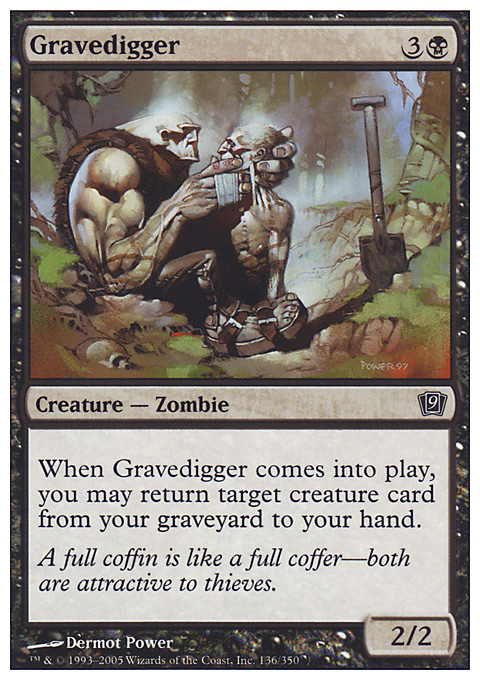 Gravedigger 3
POWER 97
Creature — Zombie 9
When Gravedigger comes into play,
you may return target creature card
from your graveyard to your hand.
A full coffin is like a full coffer—both
are attractive to thieves.
2/2
Dermot Power
™ & © 1993–2005 Wizards of the Coast, Inc. 136/350